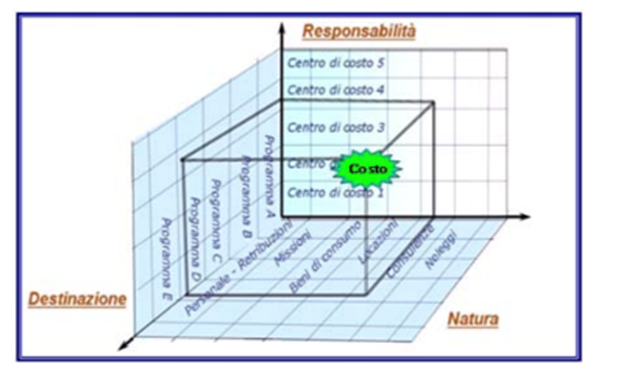 Responsabilità
Centro di costo 5
Centro di costo 4
Centro di costo 3
Centro
Costo
Centro di costo 1
Programma A
Programma B
Programma C
Programma D
Programma E
Personale - Retribuzioni
Missioni
Beni di consumo
Locazioni
Consulenze
Noleggi
Destinazione
Natura